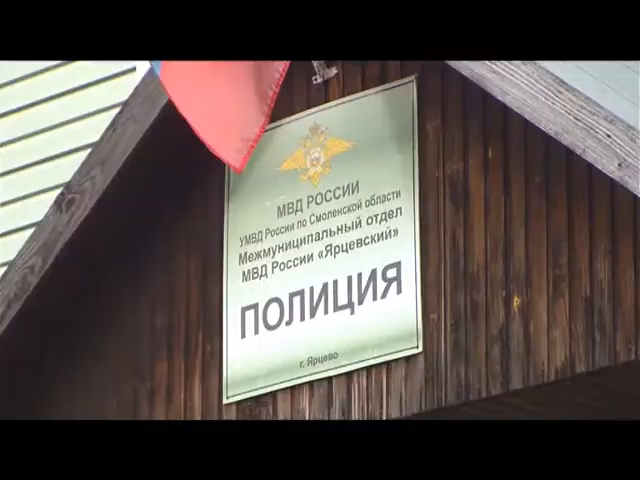 МВД РОССИИ
УМВД России по Смоленской области
Межмуниципальный отдел
МВД России «Ярцевский»
ПОЛИЦИЯ
г. Ярцево